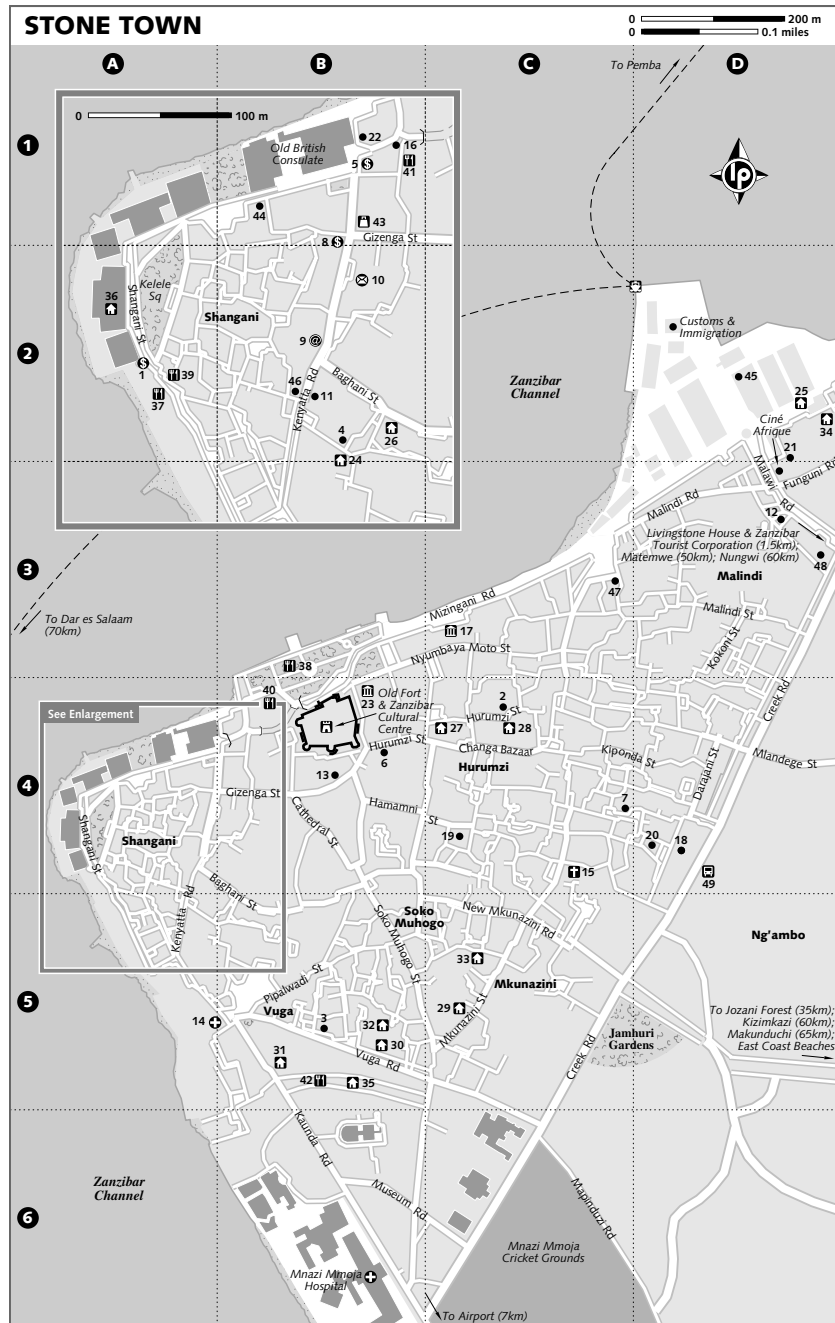 STONE TOWN
0 200 m
0 0.1 miles
A
B
C
D
To Pemba
0 100 m
1
Old British
Consulate
22
16
5
41
lp
44
43
8
Gizenga St
10
Kelele
Sq
36
Shangani St
Shangani
2
Customs &
Immigration
9
1
39
37
46
11
Kenyatta Rd
Baghani St
4
26
24
Zanzibar
Channel
45
25
34
Ciné
Afrique
21
Malawi Rd
Funguni Rd
12
Malindi Rd
Livingstone House & Zanzibar
Tourist Corporation (1.5km);
Matemwe (50km); Nungwi (60km)
48
3
Malindi
47
Mizingani Rd
Malindi St
To Dar es Salaam
(70km)
17
Kokoni St
Nyumbaya Moto St
38
Creek Rd
40
See Enlargement
23
Old Fort
& Zanzibar
Cultural
Centre
2
Hurumzi St
27
28
Hurumzi St
6
Changa Bazaar
Kiponda St
Darajani St
Mlandege St
Hurumzi
4
13
Gizenga St
Cathedral St
Hamamni St
7
Shangani St
Shangani
19
20
18
15
49
Baghani St
Kenyatta Rd
Soko
Muhogo
New Mkunazini Rd
Soko Muhogo St
Ng'ambo
33
Mkunazini
5
Pipalwadi St
Vuga
14
3
32
29
Mkunazini St
30
To Jozani Forest (35km);
Kizimkazi (60km);
Makunduchi (65km);
East Coast Beaches
Jamhuri
Gardens
31
Vuga Rd
Creek Rd
42
35
Kaunda Rd
Zanzibar
Channel
Museum Rd
Mapinduzi Rd
6
Mnazi Mmoja
Cricket Grounds
Mnazi Mmoja
Hospital
To Airport (7km)